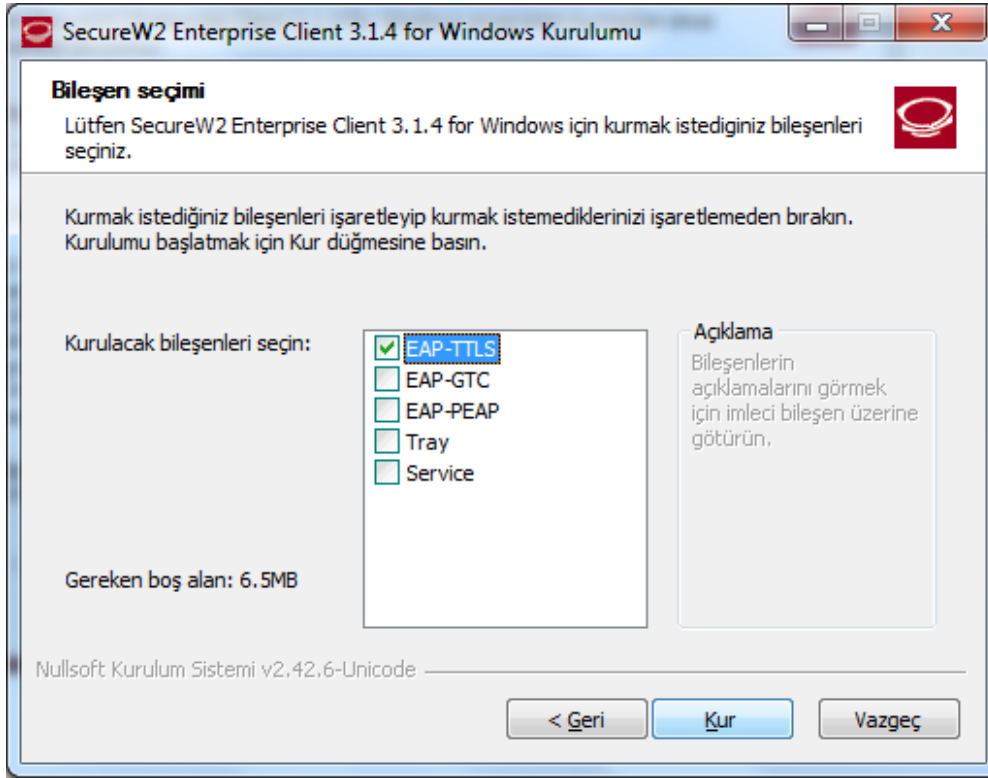 SecureW2 Enterprise Client 3.1.4 for Windows Kurulumu
Bileşen seçimi
Lütfen SecureW2 Enterprise Client 3.1.4 for Windows için kurmak istediginiz bileşenleri
seçiniz.
Kurmak istediğiniz bileşenleri işaretleyip kurmak istemediklerinizi işaretlemeden bırakın.
Kurulumu başlatmak için Kur düğmesine basın.
Kurulacak bileşenleri seçin:
EAP-TTLS
EAP-GTC
EAP-PEAP
Tray
Service
Açıklama
Bileşenlerin
açıklamalarını görmek
için imleci bileşen üzerine
götürün.
Gereken boş alan: 6.5MB
Nullsoft Kurulum Sistemi v2.42.6-Unicode
< Geri
Kur
Vazgeç